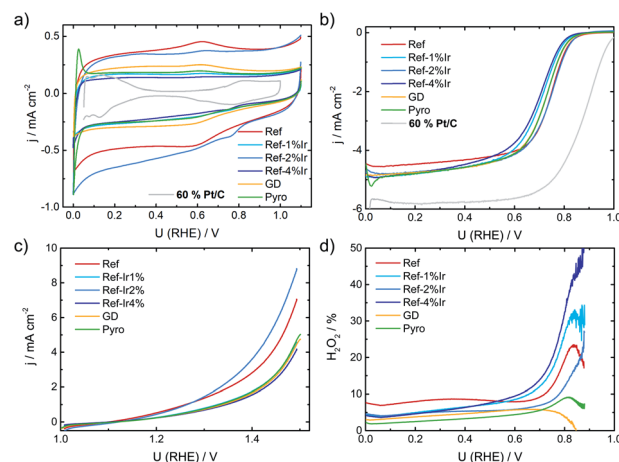 a)
0.5
0.0
-0.5
-1.0
j / mA cm⁻²
0.0 0.2 0.4 0.6 0.8 1.0
U (RHE) / V
Ref
Ref-1%Ir
Ref-2%Ir
Ref-4%Ir
GD
Pyro
60 % Pt/C
b)
0
-2
-4
-6
j / mA cm⁻²
0.0 0.2 0.4 0.6 0.8 1.0
U (RHE) / V
Ref
Ref-1%Ir
Ref-2%Ir
Ref-4%Ir
GD
Pyro
60 % Pt/C
c)
10
8
6
4
2
0
j / mA cm⁻²
1.0 1.2 1.4
U (RHE) / V
Ref
Ref-Ir1%
Ref-Ir2%
Ref-Ir4%
GD
Pyro
d)
50
40
30
20
10
0
H₂O₂ / %
0.0 0.2 0.4 0.6 0.8 1.0
U (RHE) / V
Ref
Ref-1%Ir
Ref-2%Ir
Ref-4%Ir
GD
Pyro